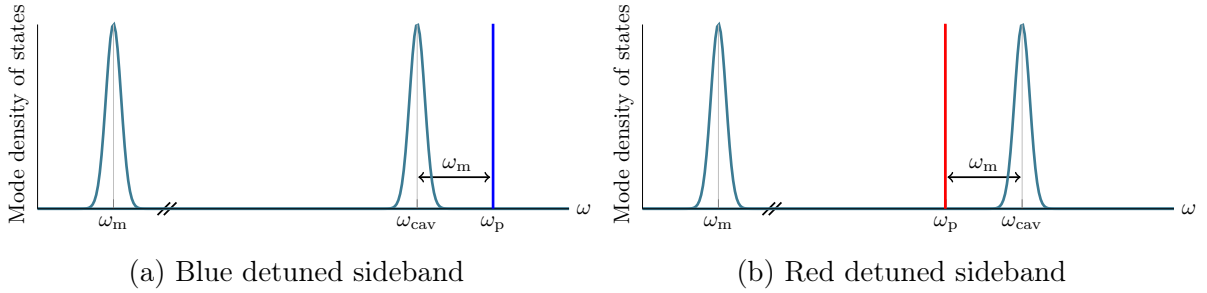 Mode density of states
ω_m
ω_m
ω_cav
ω_p
ω
(a) Blue detuned sideband
Mode density of states
ω_m
ω_m
ω_p
ω_cav
ω
(b) Red detuned sideband